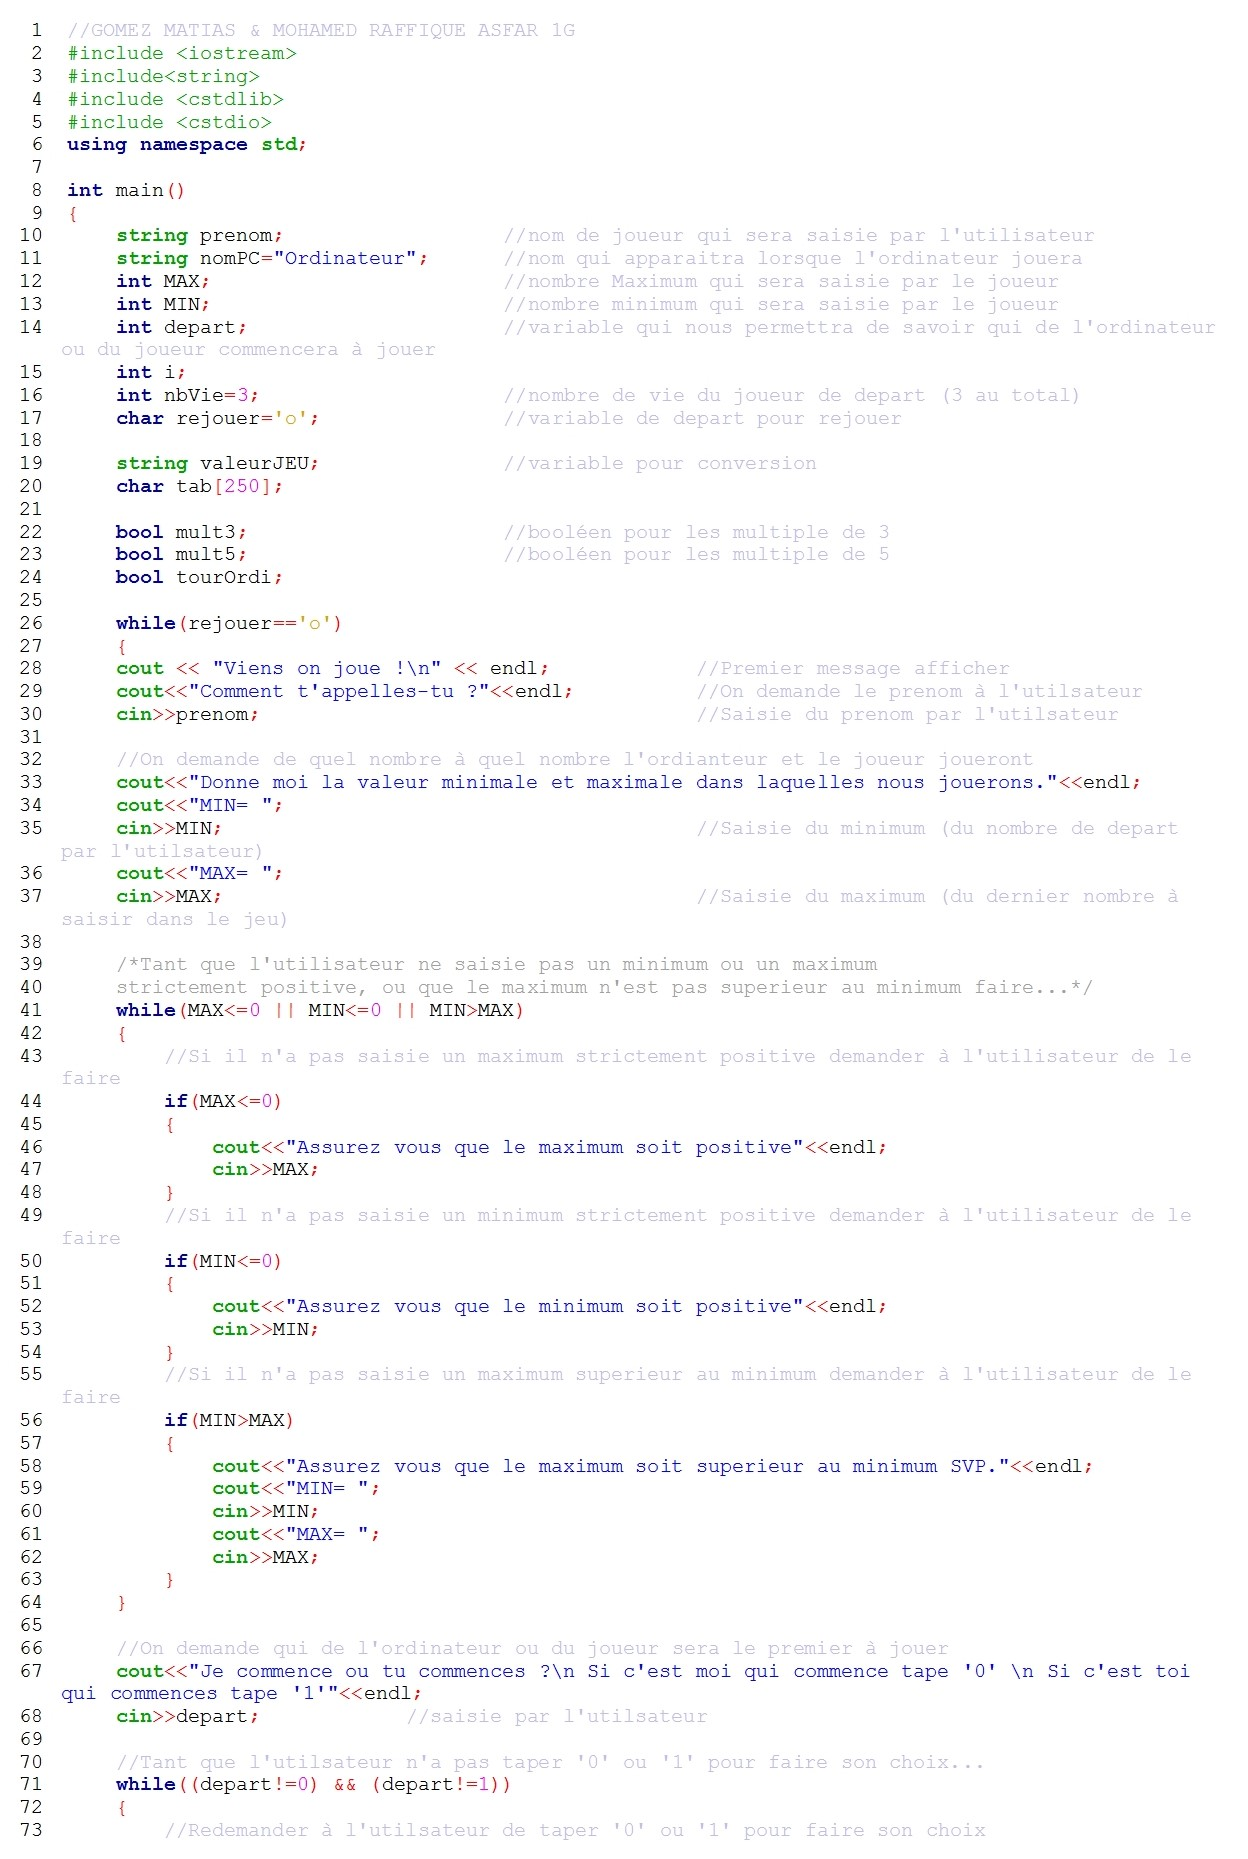 1 //GOMEZ MATIAS & MOHAMED RAFFIQUE ASFAR 1G
2 #include <iostream>
3 #include<string>
4 #include <cstdlib>
5 #include <cstdio>
6 using namespace std;
7
8 int main()
9 {
10 string prenom; //nom de joueur qui sera saisie par l'utilisateur
11 string nomPC="Ordinateur"; //nom qui apparaitra lorsque l'ordinateur jouera
12 int MAX; //nombre Maximum qui sera saisie par le joueur
13 int MIN; //nombre minimum qui sera saisie par le joueur
14 int depart; //variable qui nous permettra de savoir qui de l'ordinateur
ou du joueur commencera à jouer
15 int i;
16 int nbVie=3; //nombre de vie du joueur de depart (3 au total)
17 char rejouer='o'; //variable de depart pour rejouer
18
19 string valeurJEU; //variable pour conversion
20 char tab[250];
21
22 bool mult3; //booléen pour les multiple de 3
23 bool mult5; //booléen pour les multiple de 5
24 bool tourOrdi;
25
26 while(rejouer=='o')
27 {
28 cout << "Viens on joue !\n" << endl; //Premier message afficher
29 cout<<"Comment t'appelles-tu ?"<<endl; //On demande le prenom à l'utilsateur
30 cin>>prenom; //Saisie du prenom par l'utilsateur
31
32 //On demande de quel nombre à quel nombre l'ordianteur et le joueur joueront
33 cout<<"Donne moi la valeur minimale et maximale dans laquelles nous jouerons."<<endl;
34 cout<<"MIN= ";
35 cin>>MIN; //Saisie du minimum (du nombre de depart
par l'utilsateur)
36 cout<<"MAX= ";
37 cin>>MAX; //Saisie du maximum (du dernier nombre à
saisir dans le jeu)
38
39 /*Tant que l'utilisateur ne saisie pas un minimum ou un maximum
40 strictement positive, ou que le maximum n'est pas superieur au minimum faire...*/
41 while(MAX<=0 || MIN<=0 || MIN>MAX)
42 {
43 //Si il n'a pas saisie un maximum strictement positive demander à l'utilisateur de le
faire
44 if(MAX<=0)
45 {
46 cout<<"Assurez vous que le maximum soit positive"<<endl;
47 cin>>MAX;
48 }
49 //Si il n'a pas saisie un minimum strictement positive demander à l'utilisateur de le
faire
50 if(MIN<=0)
51 {
52 cout<<"Assurez vous que le minimum soit positive"<<endl;
53 cin>>MIN;
54 }
55 //Si il n'a pas saisie un maximum superieur au minimum demander à l'utilisateur de le
faire
56 if(MIN>MAX)
57 {
58 cout<<"Assurez vous que le maximum soit superieur au minimum SVP."<<endl;
59 cout<<"MIN= ";
60 cin>>MIN;
61 cout<<"MAX= ";
62 cin>>MAX;
63 }
64 }
65
66 //On demande qui de l'ordinateur ou du joueur sera le premier à jouer
67 cout<<"Je commence ou tu commences ?\n Si c'est moi qui commence tape '0' \n Si c'est toi
qui commences tape '1'"<<endl;
68 cin>>depart; //saisie par l'utilsateur
69
70 //Tant que l'utilsateur n'a pas taper '0' ou '1' pour faire son choix...
71 while((depart!=0) && (depart!=1))
72 {
73 //Redemander à l'utilsateur de taper '0' ou '1' pour faire son choix